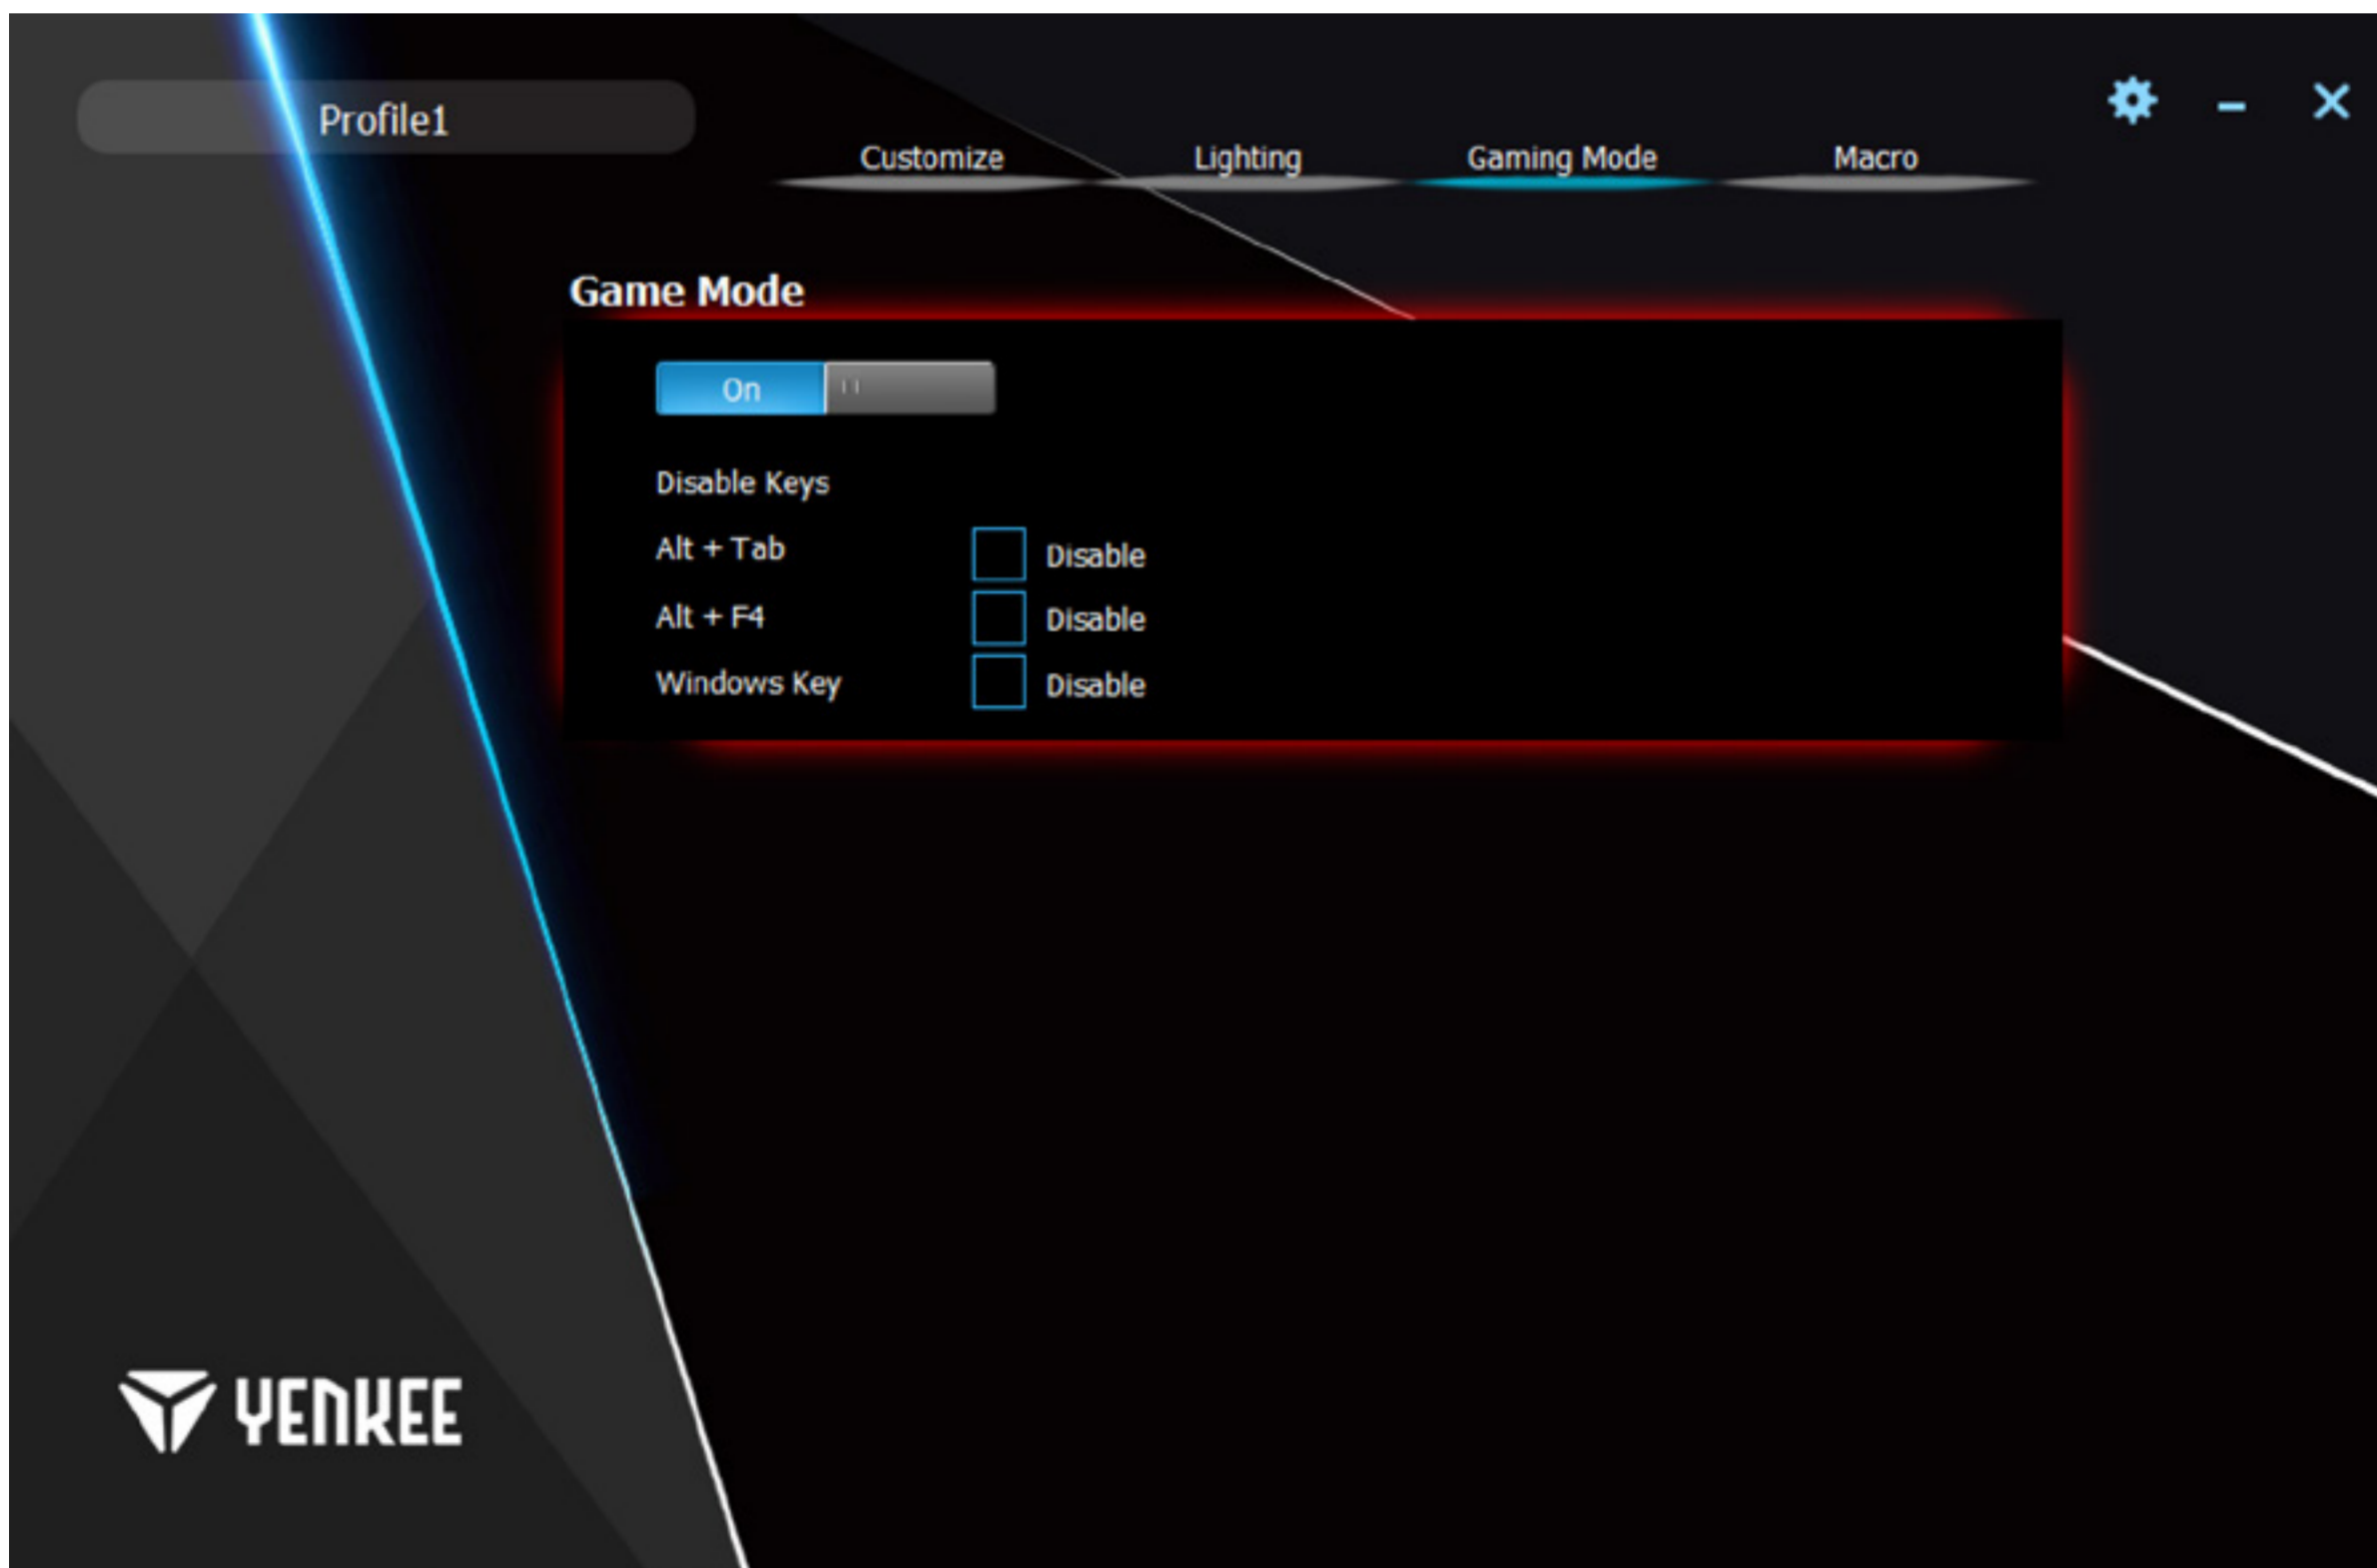 Profile1
Customize Lighting Gaming Mode Macro
Game Mode
On
Disable Keys
Alt + Tab Disable
Alt + F4 Disable
Windows Key Disable
YENKEE